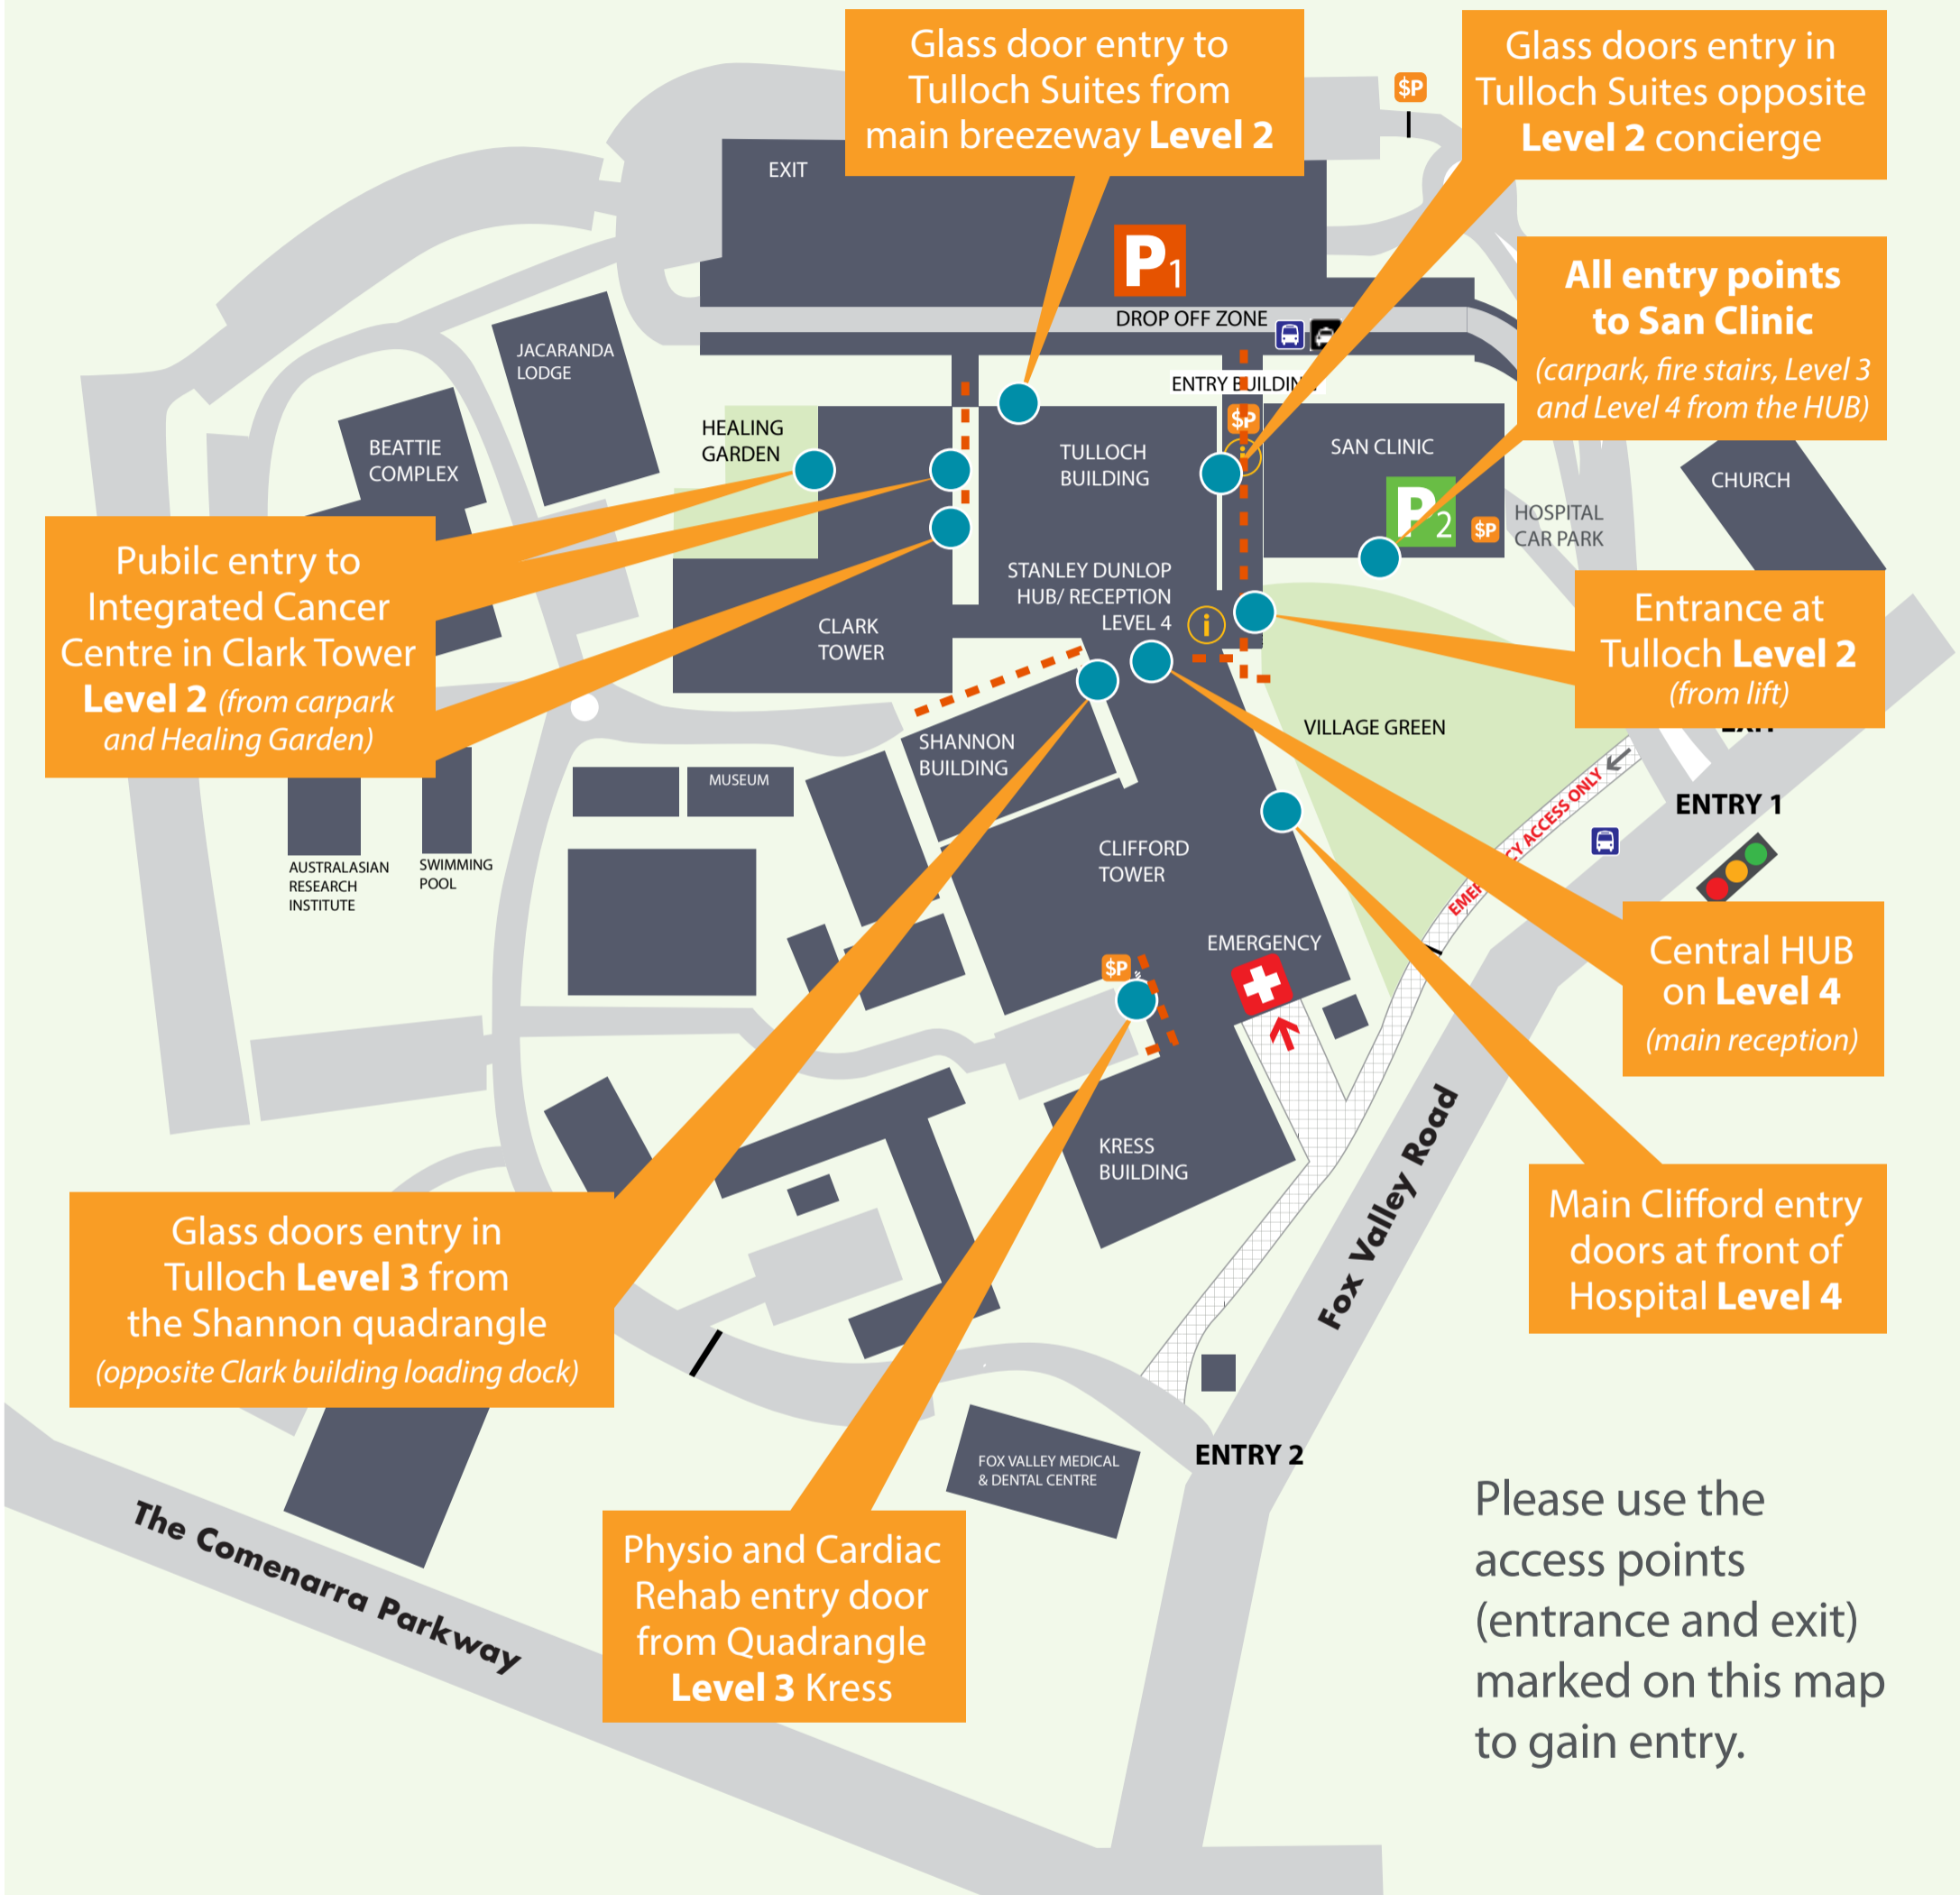 Glass door entry to
Tulloch Suites from
main breezeway Level 2
Glass doors entry in
Tulloch Suites opposite
Level 2 concierge
$P
EXIT
P1
All entry points
to San Clinic
(carpark, fire stairs, Level 3
and Level 4 from the HUB)
DROP OFF ZONE
JACARANDA
LODGE
ENTRY BUILDING
BEATTIE
COMPLEX
HEALING
GARDEN
$P
i
TULLOCH
BUILDING
SAN CLINIC
CHURCH
P2
$P
HOSPITAL
CAR PARK
Pubilc entry to
Integrated Cancer
Centre in Clark Tower
Level 2 (from carpark
and Healing Garden)
STANLEY DUNLOP
HUB/ RECEPTION
LEVEL 4
i
CLARK
TOWER
Entrance at
Tulloch Level 2
(from lift)
EXIT
VILLAGE GREEN
SHANNON
BUILDING
MUSEUM
ENTRY 1
CY ACCESS ONLY
EMER
AUSTRALASIAN
RESEARCH
INSTITUTE
SWIMMING
POOL
CLIFFORD
TOWER
EMERGENCY
$P
Central HUB
on Level 4
(main reception)
KRESS
BUILDING
Fox Valley Road
Main Clifford entry
doors at front of
Hospital Level 4
Glass doors entry in
Tulloch Level 3 from
the Shannon quadrangle
(opposite Clark building loading dock)
FOX VALLEY MEDICAL
& DENTAL CENTRE
ENTRY 2
The Comenarra Parkway
Physio and Cardiac
Rehab entry door
from Quadrangle
Level 3 Kress
Please use the
access points
(entrance and exit)
marked on this map
to gain entry.